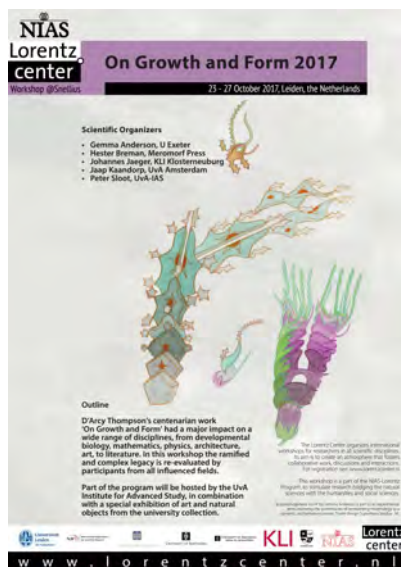 NIAS
Lorentz
center
Workshop @Snellius
On Growth and Form 2017
23 - 27 October 2017, Leiden, the Netherlands
Scientific Organizers
• Gemma Anderson, U Exeter
• Hester Breman, Meromorf Press
• Johannes Jaeger, KLI Klosterneuburg
• Jaap Kaandorp, UvA Amsterdam
• Peter Sloot, UvA-IAS
Outline
D'Arcy Thompson's centenarian work
'On Growth and Form' had a major impact on a
wide range of disciplines, from developmental
biology, mathematics, physics, architecture,
art, to literature. In this workshop the ramified
and complex legacy is re-evaluated by
participants from all influenced fields.
Part of the program will be hosted by the UvA
Institute for Advanced Study, in combination
with a special exhibition of art and natural
objects from the university collection.
The Lorentz Center organizes international
workshops for researchers in all scientific disciplines.
Its aim is to create an atmosphere that fosters
collaborative work, discussions and interactions.
For registration see: www.lorentzcenter.nl
This workshop is a part of the NIAS-Lorentz
Program, to stimulate research bridging the natural
sciences with the humanities and social sciences.
KLI
NIAS
Lorentz
center
www.lorentzcenter.nl